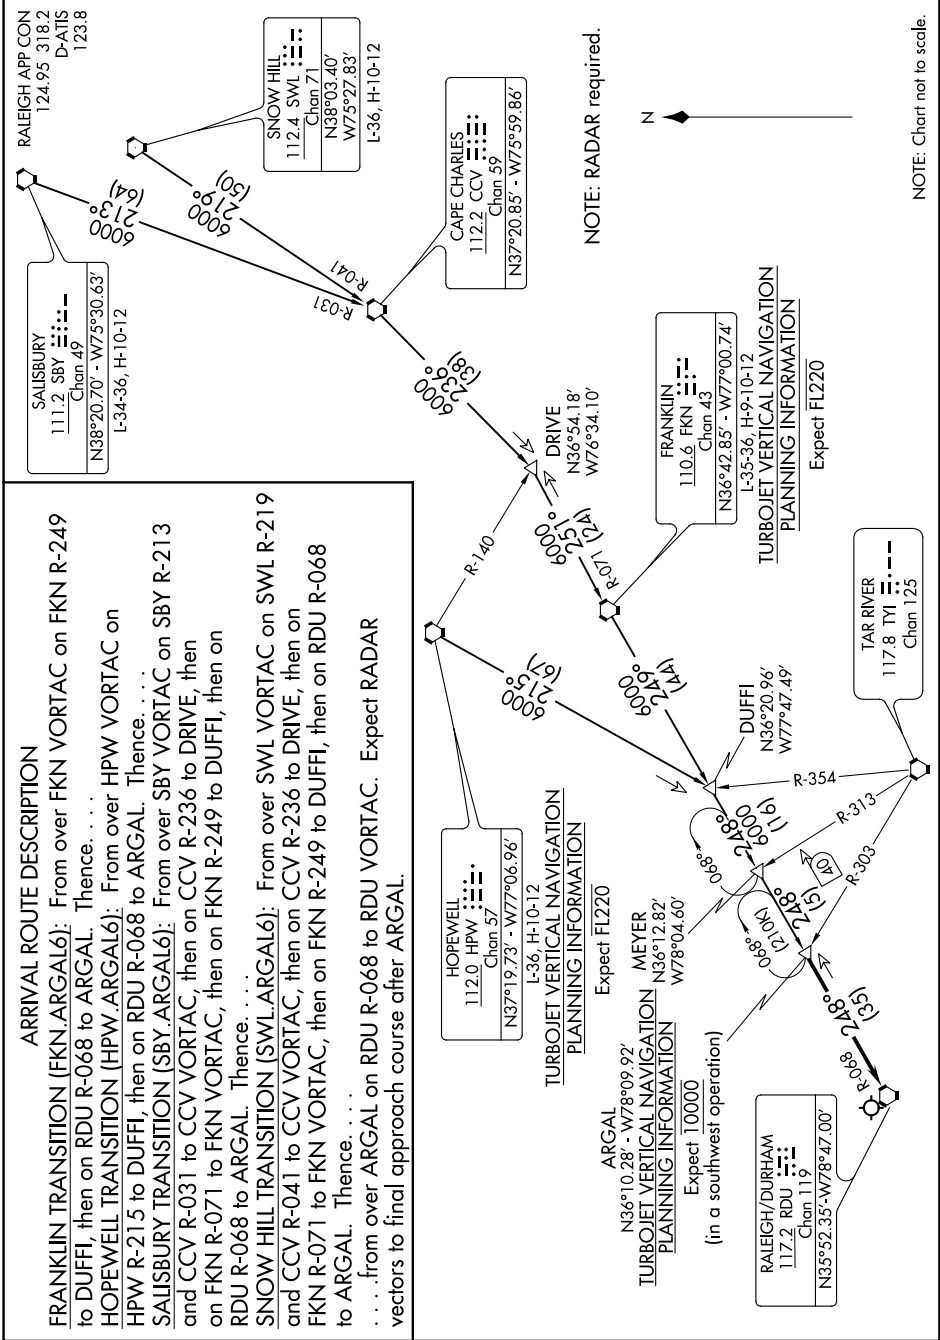 ARRIVAL ROUTE DESCRIPTION
FRANKLIN TRANSITION (FKN.ARGAL6): From over FKN VORTAC on FKN R-249
to DUFFI, then on RDU R-068 to ARGAL. Thence. . . .
HOPEWELL TRANSITION (HPW.ARGAL6): From over HPW VORTAC on
HPW R-215 to DUFFI, then on RDU R-068 to ARGAL. Thence. . . .
SALISBURY TRANSITION (SBY.ARGAL6): From over SBY VORTAC on SBY R-213
and CCV R-031 to CCV VORTAC, then on CCV R-236 to DRIVE, then
on FKN R-071 to FKN VORTAC, then on FKN R-249 to DUFFI, then on
RDU R-068 to ARGAL. Thence. . . .
SNOW HILL TRANSITION (SWL.ARGAL6): From over SWL VORTAC on SWL R-219
and CCV R-041 to CCV VORTAC, then on CCV R-236 to DRIVE, then on
FKN R-071 to FKN VORTAC, then on FKN R-249 to DUFFI, then on RDU R-068
to ARGAL. Thence. . . .
. . . .from over ARGAL on RDU R-068 to RDU VORTAC. Expect RADAR
vectors to final approach course after ARGAL.
SALISBURY
111.2 SBY
Chan 49
N38°20.70' - W75°30.63'
L-34-36, H-10-12
RALEIGH APP CON
124.95 318.2
D-ATIS
123.8
SNOW HILL
112.4 SWL
Chan 71
N38°03.40'
W75°27.83'
L-36, H-10-12
6000
213°
(64)
6000
219°
(50)
R-031
R-041
CAPE CHARLES
112.2 CCV
Chan 59
N37°20.85' - W75°59.86'
6000
236°
(38)
NOTE: RADAR required.
N
DRIVE
N36°54.18'
W76°34.10'
R-140
6000
251°
(24)
R-071
FRANKLIN
110.6 FKN
Chan 43
N36°42.85' - W77°00.74'
L-35-36, H-9-10-12
TURBOJET VERTICAL NAVIGATION
PLANNING INFORMATION
Expect FL220
HOPEWELL
112.0 HPW
Chan 57
N37°19.73' - W77°06.96'
L-36, H-10-12
TURBOJET VERTICAL NAVIGATION
PLANNING INFORMATION
Expect FL220
6000
215°
(67)
6000
249°
(44)
DUFFI
N36°20.96'
W77°47.49'
TAR RIVER
117.8 TYI
Chan 125
R-354
R-313
R-303
068°
6000
248°
(16)
MEYER
N36°12.82'
W78°04.60'
068°
(210K)
248°
(5)
40
ARGAL
N36°10.28' - W78°09.92'
TURBOJET VERTICAL NAVIGATION
PLANNING INFORMATION
Expect 10000
(in a southwest operation)
248°
(35)
R-068
RALEIGH/DURHAM
117.2 RDU
Chan 119
N35°52.35'-W78°47.00'
NOTE: Chart not to scale.